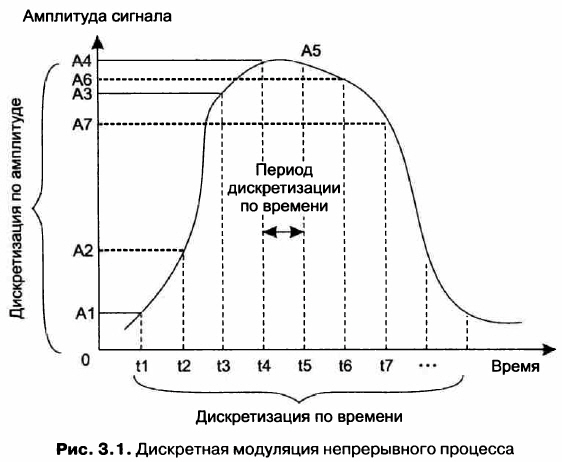 Амплитуда сигнала
A4
A5
A6
A3
A7
Дискретизация по амплитуде
Период
дискретизации
по времени
A2
A1
0
t1 t2 t3 t4 t5 t6 t7 ... Время
Дискретизация по времени
Рис. 3.1. Дискретная модуляция непрерывного процесса